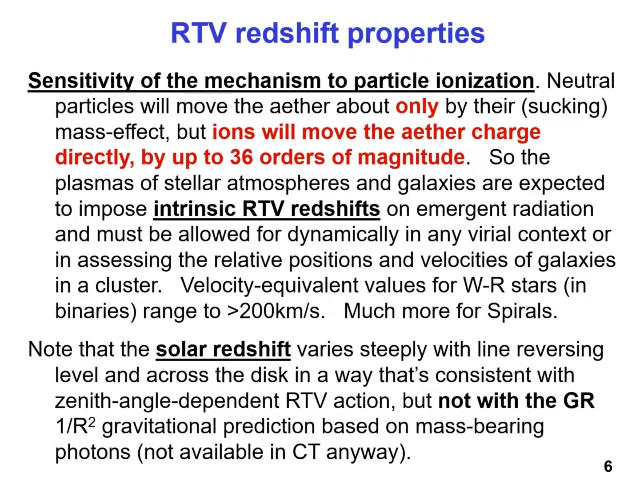 RTV redshift properties
Sensitivity of the mechanism to particle ionization. Neutral
particles will move the aether about only by their (sucking)
mass-effect, but ions will move the aether charge
directly, by up to 36 orders of magnitude. So the
plasmas of stellar atmospheres and galaxies are expected
to impose intrinsic RTV redshifts on emergent radiation
and must be allowed for dynamically in any virial context or
in assessing the relative positions and velocities of galaxies
in a cluster. Velocity-equivalent values for W-R stars (in
binaries) range to >200km/s. Much more for Spirals.
Note that the solar redshift varies steeply with line reversing
level and across the disk in a way that’s consistent with
zenith-angle-dependent RTV action, but not with the GR
1/R² gravitational prediction based on mass-bearing
photons (not available in CT anyway).
6